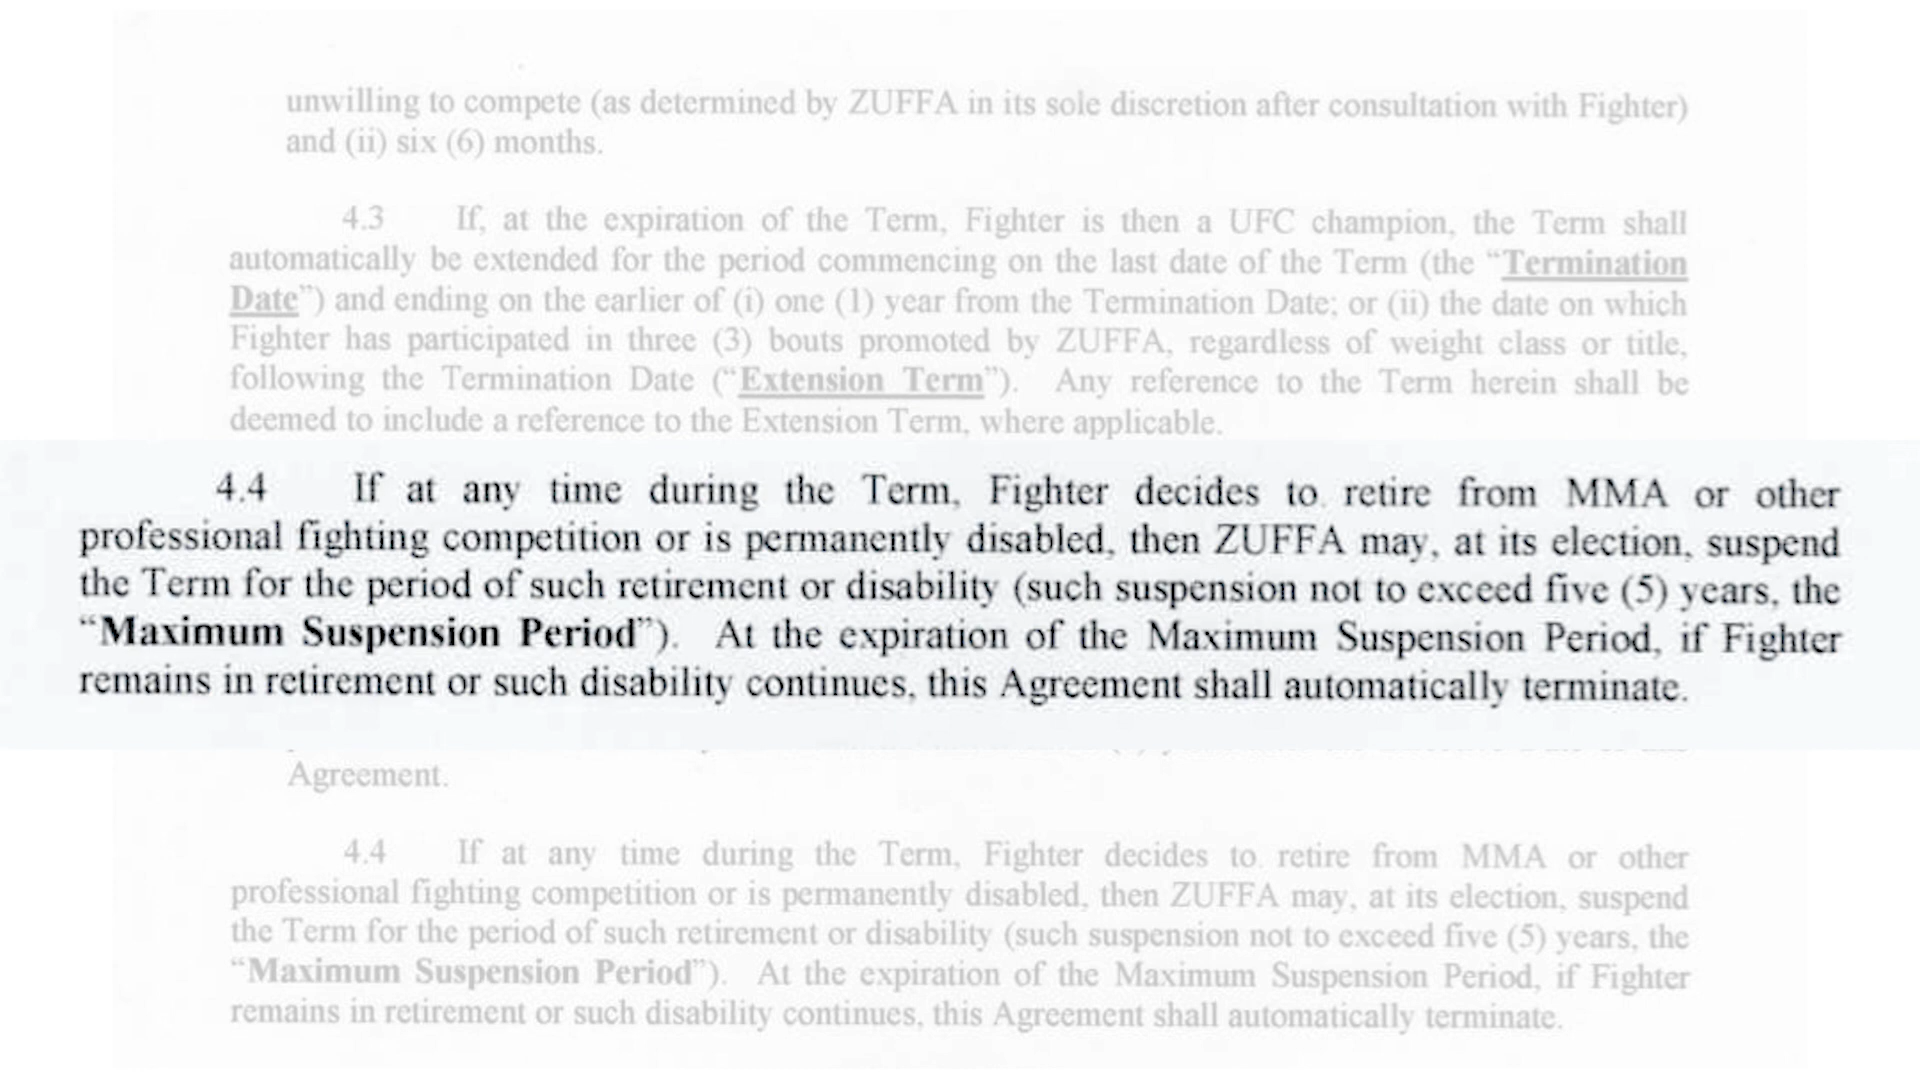 unwilling to compete (as determined by ZUFFA in its sole discretion after consultation with Fighter)
and (ii) six (6) months.
4.3 If, at the expiration of the Term, Fighter is then a UFC champion, the Term shall
automatically be extended for the period commencing on the last date of the Term (the “Termination
Date”) and ending on the earlier of (i) one (1) year from the Termination Date; or (ii) the date on which
Fighter has participated in three (3) bouts promoted by ZUFFA, regardless of weight class or title,
following the Termination Date (“Extension Term”). Any reference to the Term herein shall be
deemed to include a reference to the Extension Term, where applicable.
4.4 If at any time during the Term, Fighter decides to retire from MMA or other
professional fighting competition or is permanently disabled, then ZUFFA may, at its election, suspend
the Term for the period of such retirement or disability (such suspension not to exceed five (5) years, the
“Maximum Suspension Period”). At the expiration of the Maximum Suspension Period, if Fighter
remains in retirement or such disability continues, this Agreement shall automatically terminate.
Agreement.
4.4 If at any time during the Term, Fighter decides to retire from MMA or other
professional fighting competition or is permanently disabled, then ZUFFA may, at its election, suspend
the Term for the period of such retirement or disability (such suspension not to exceed five (5) years, the
“Maximum Suspension Period”). At the expiration of the Maximum Suspension Period, if Fighter
remains in retirement or such disability continues, this Agreement shall automatically terminate.